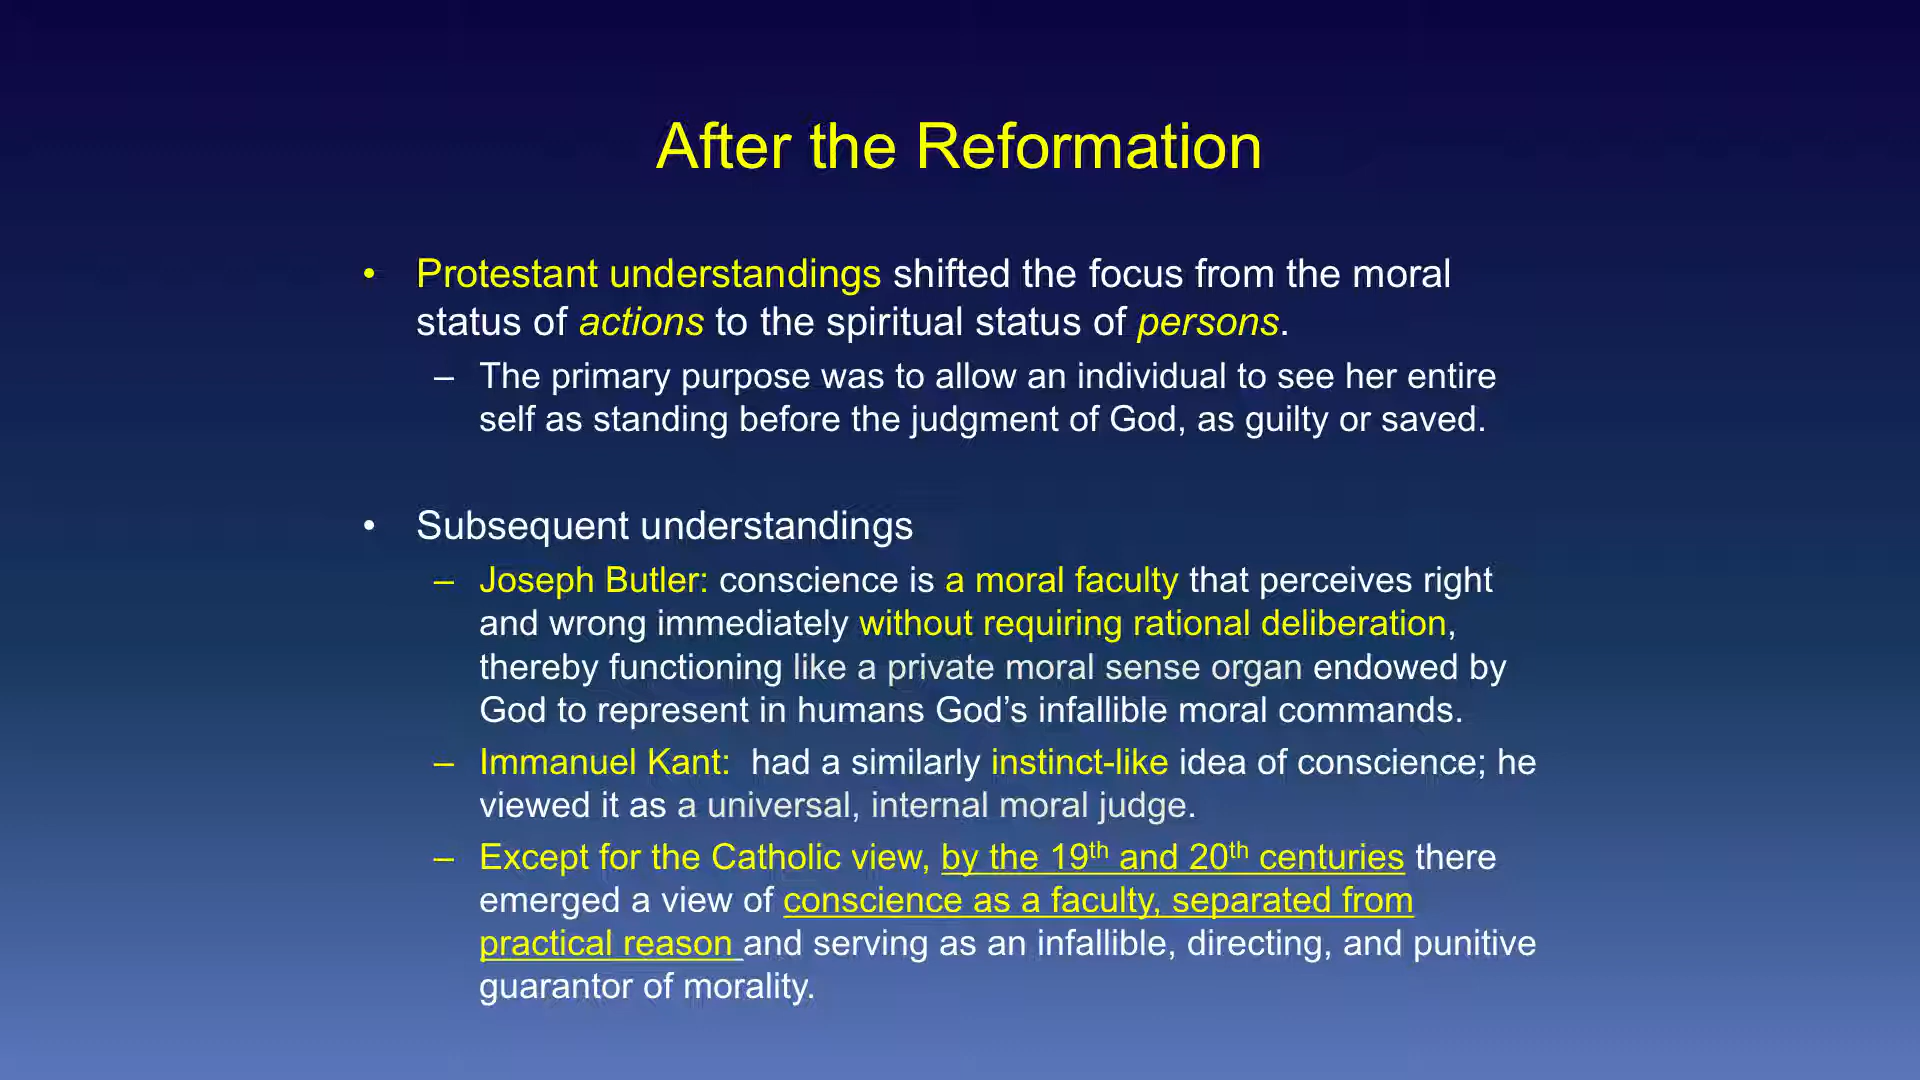 After the Reformation
• Protestant understandings shifted the focus from the moral
status of actions to the spiritual status of persons.
– The primary purpose was to allow an individual to see her entire
self as standing before the judgment of God, as guilty or saved.
• Subsequent understandings
– Joseph Butler: conscience is a moral faculty that perceives right
and wrong immediately without requiring rational deliberation,
thereby functioning like a private moral sense organ endowed by
God to represent in humans God’s infallible moral commands.
– Immanuel Kant:  had a similarly instinct-like idea of conscience; he
viewed it as a universal, internal moral judge.
– Except for the Catholic view, by the 19th and 20th centuries there
emerged a view of conscience as a faculty, separated from
practical reason and serving as an infallible, directing, and punitive
guarantor of morality.